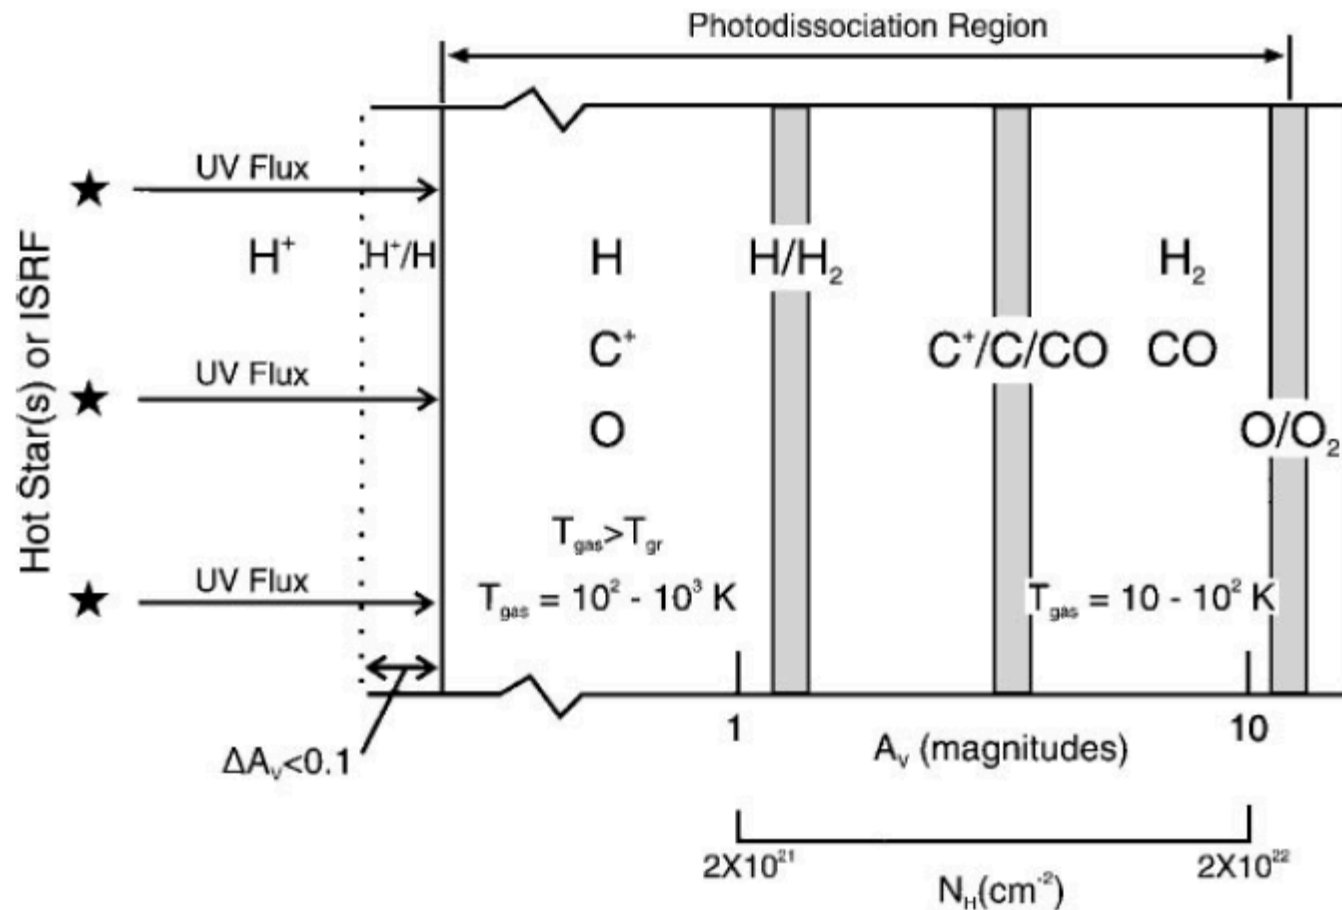 Photodissociation Region
Hot Star(s) or ISRF
UV Flux
H⁺
H⁺/H
H
H/H₂
H₂
UV Flux
C⁺
C⁺/C/CO
CO
O
O/O₂
T_gas>T_gr
UV Flux
T_gas = 10² - 10³ K
T_gas = 10 - 10² K
ΔA_v<0.1
1
A_v (magnitudes)
10
2X10²¹
2X10²²
N_H(cm⁻²)